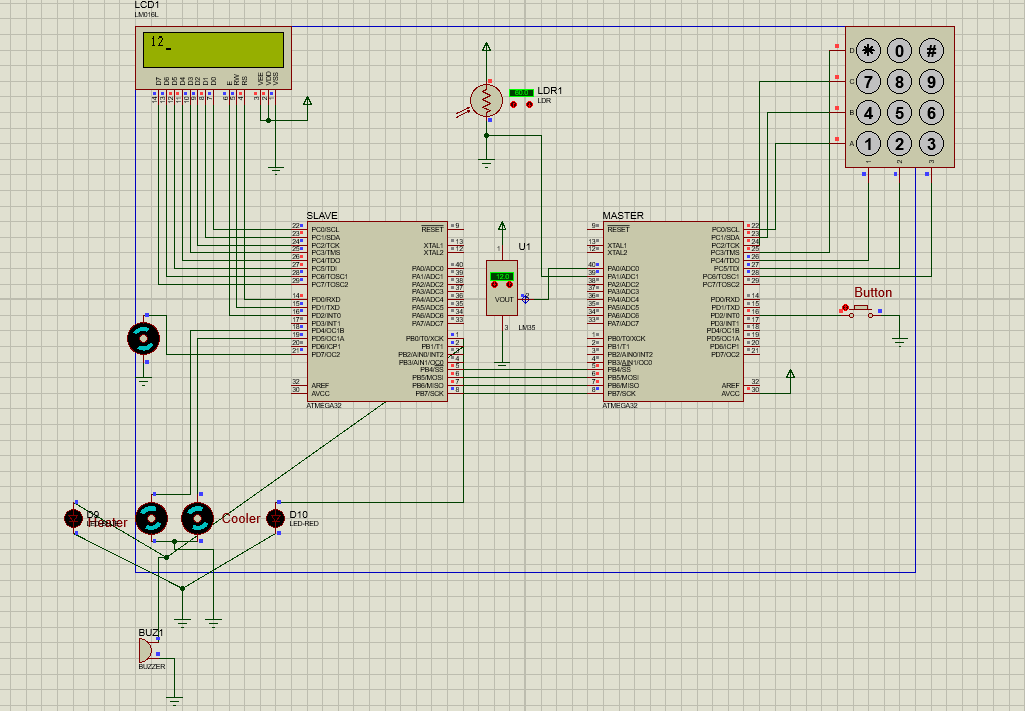 LCD1
LM016L
12_
D7 D6 D5 D4 D3 D2 D1 D0 E RW RS VEE VDD VSS
14 13 12 11 10 9 8 7 6 5 4 3 2 1
LDR1
LDR
D * 0 #
C 7 8 9
B 4 5 6
A 1 2 3
1 2 3
SLAVE
22 PC0/SCL RESET 9
23 PC1/SDA
24 PC2/TCK XTAL1 13
25 PC3/TMS XTAL2 12
26 PC4/TDO
27 PC5/TDI PA0/ADC0 40
28 PC6/TOSC1 PA1/ADC1 39
29 PC7/TOSC2 PA2/ADC2 38
PA3/ADC3 37
14 PD0/RXD PA4/ADC4 36
15 PD1/TXD PA5/ADC5 35
16 PD2/INT0 PA6/ADC6 34
17 PD3/INT1 PA7/ADC7 33
18 PD4/OC1B
19 PD5/OC1A PB0/T0/XCK 1
20 PD6/ICP1 PB1/T1 2
21 PD7/OC2 PB2/AIN0/INT2 3
PB3/AIN1/OC0 4
PB4/SS 5
PB5/MOSI 6
32 AREF PB6/MISO 7
30 AVCC PB7/SCK 8
ATMEGA32
U1
1
VOUT 2
3
LM35
MASTER
9 RESET PC0/SCL 22
PC1/SDA 23
13 XTAL1 PC2/TCK 24
12 XTAL2 PC3/TMS 25
PC4/TDO 26
40 PA0/ADC0 PC5/TDI 27
39 PA1/ADC1 PC6/TOSC1 28
38 PA2/ADC2 PC7/TOSC2 29
37 PA3/ADC3
36 PA4/ADC4 PD0/RXD 14
35 PA5/ADC5 PD1/TXD 15
34 PA6/ADC6 PD2/INT0 16
33 PA7/ADC7 PD3/INT1 17
PD4/OC1B 18
1 PB0/T0/XCK PD5/OC1A 19
2 PB1/T1 PD6/ICP1 20
3 PB2/AIN0/INT2 PD7/OC2 21
4 PB3/AIN1/OC0
5 PB4/SS
6 PB5/MOSI
7 PB6/MISO AREF 32
8 PB7/SCK AVCC 30
ATMEGA32
Button
D9
Heater
Cooler
D10
LED-RED
BUZ1
BUZZER